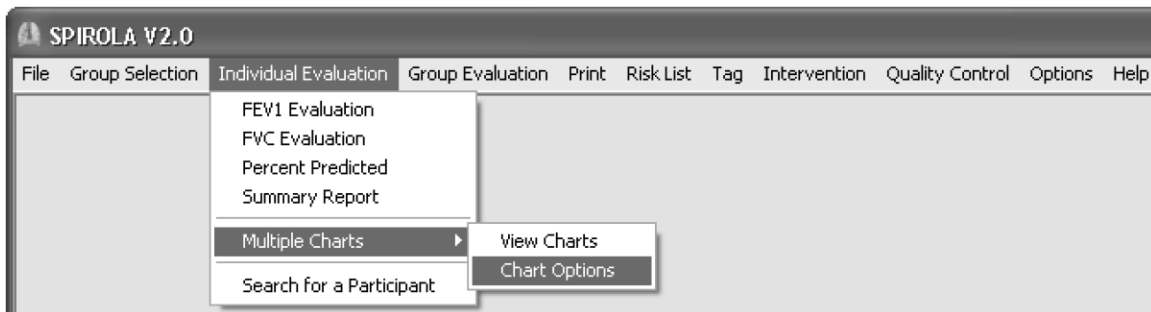 SPIROLA V2.0
File Group Selection Individual Evaluation Group Evaluation Print Risk List Tag Intervention Quality Control Options Help
FEV1 Evaluation
FVC Evaluation
Percent Predicted
Summary Report
Multiple Charts
View Charts
Chart Options
Search for a Participant